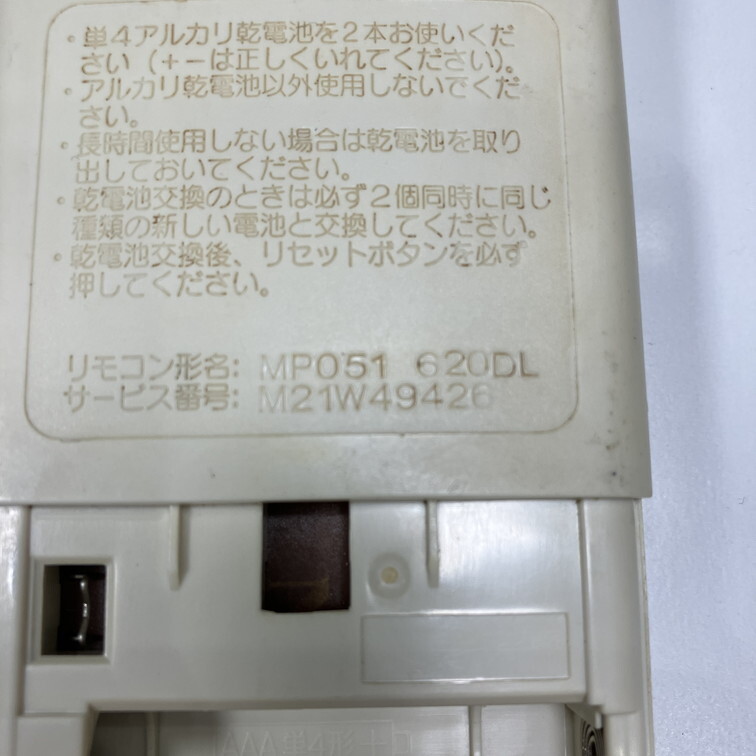 ・単4アルカリ乾電池を2本お使いくだ
さい(+-は正しくいれてください)。
・アルカリ乾電池以外使用しないでくだ
さい。
・長時間使用しない場合は乾電池を取り
出しておいてください。
・乾電池交換のときは必ず2個同時に同じ
種類の新しい電池と交換してください。
・乾電池交換後、リセットボタンを必ず
押してください。
リモコン形名: MP051 620DL
サービス番号: M21W49426
AAA単4形